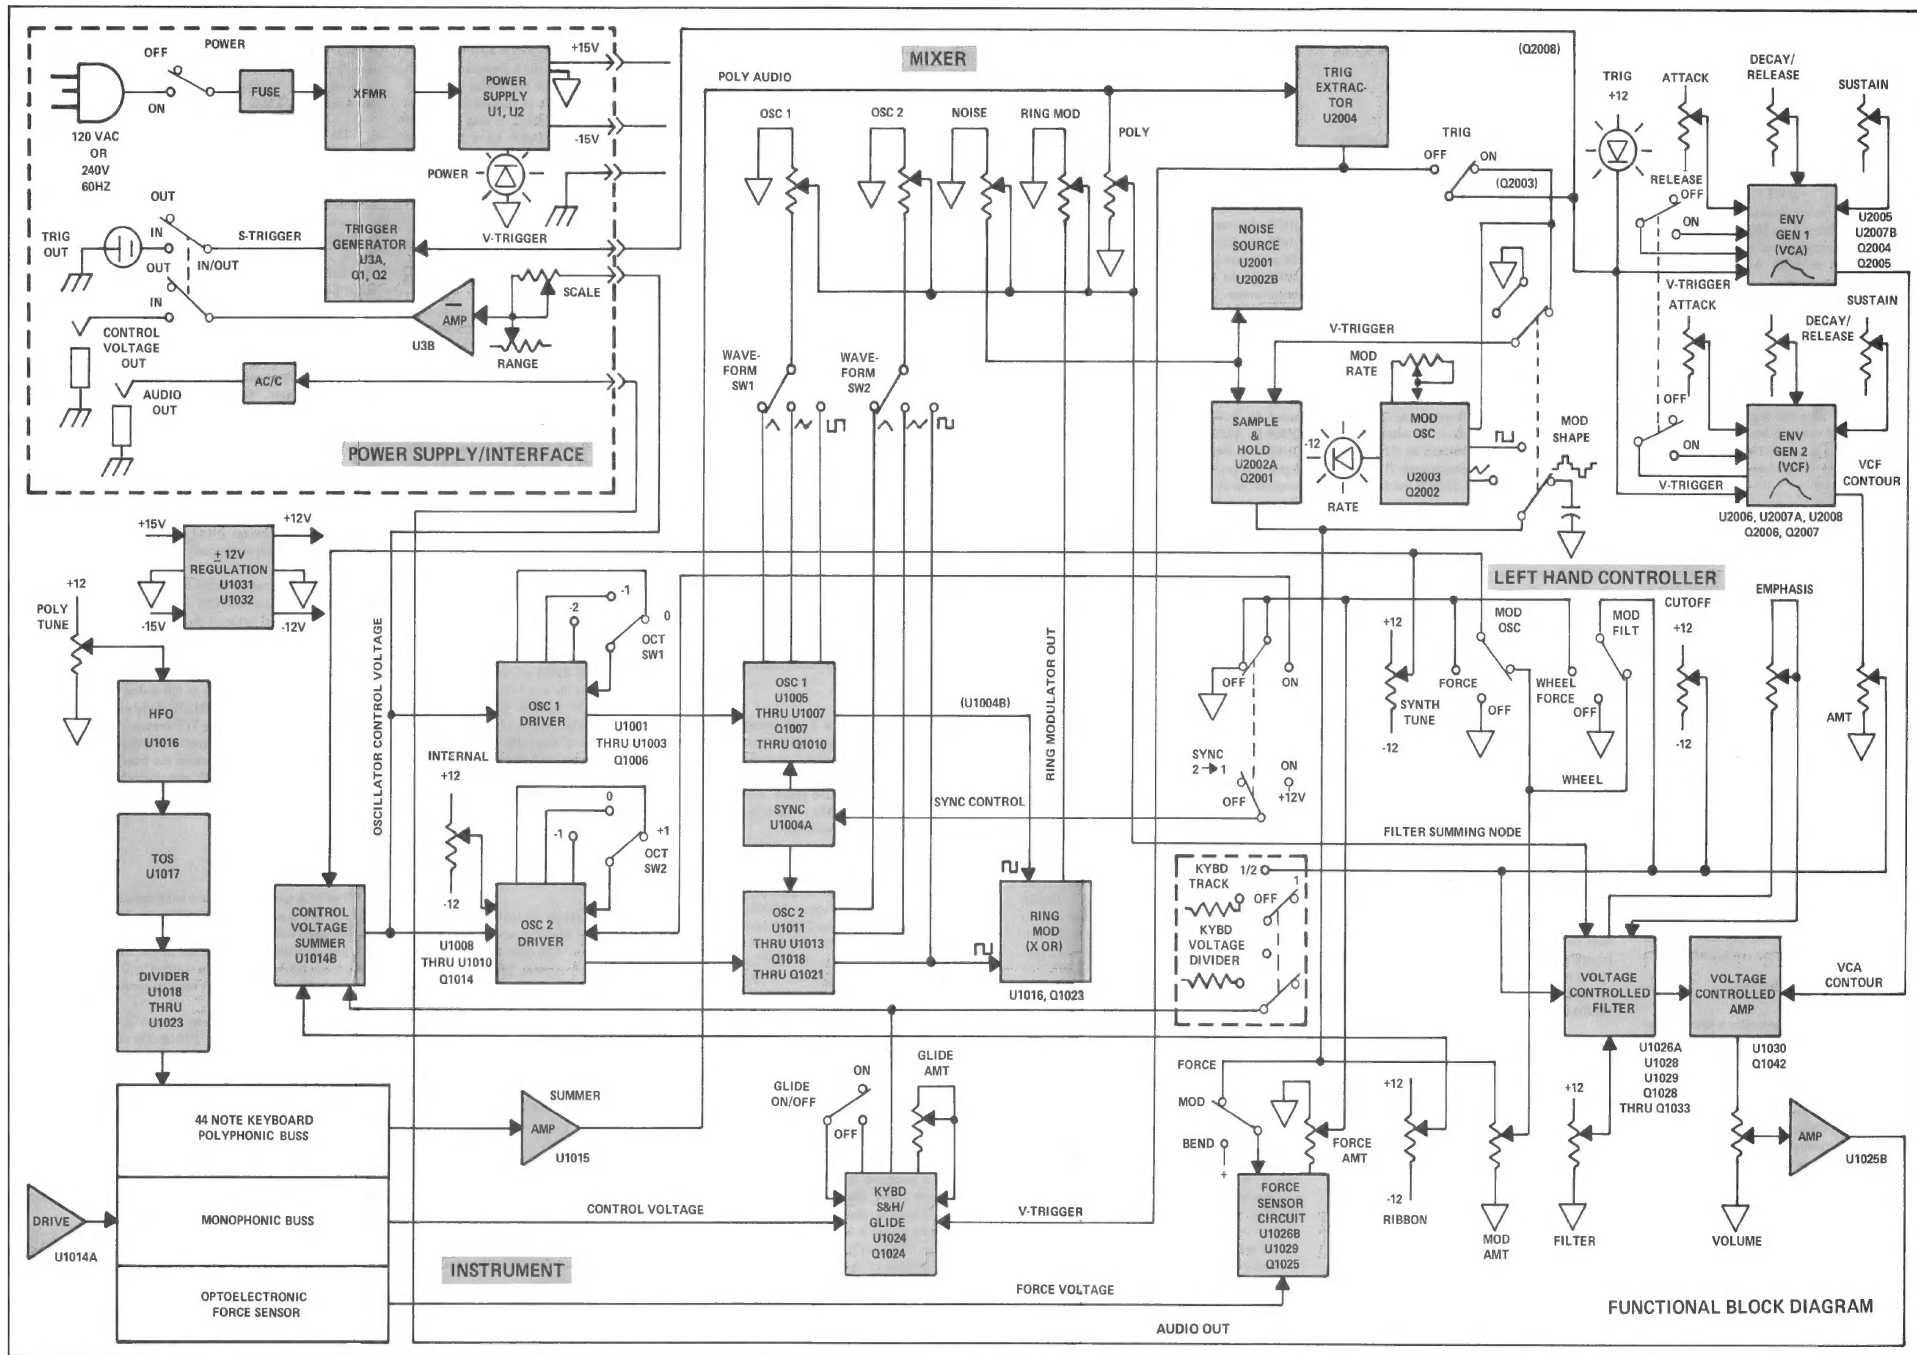 POWER
OFF
ON
120 VAC
OR
240V
60HZ
FUSE
XFMR
POWER
SUPPLY
U1, U2
+15V
-15V
POWER
OUT
IN
OUT
IN
TRIG
OUT
S-TRIGGER
IN/OUT
TRIGGER
GENERATOR
U3A,
Q1, Q2
V-TRIGGER
SCALE
AMP
U3B
RANGE
CONTROL
VOLTAGE
OUT
AC/C
AUDIO
OUT
POWER SUPPLY/INTERFACE
MIXER
POLY AUDIO
OSC 1
OSC 2
NOISE
RING MOD
POLY
TRIG
EXTRAC-
TOR
U2004
(Q2008)
TRIG
OFF
ON
(Q2003)
TRIG
+12
ATTACK
DECAY/
RELEASE
SUSTAIN
RELEASE
OFF
ON
ENV
GEN 1
(VCA)
U2005
U2007B
Q2004
Q2005
V-TRIGGER
ATTACK
DECAY/
RELEASE
SUSTAIN
OFF
ON
ENV
GEN 2
(VCF)
VCF
CONTOUR
V-TRIGGER
U2006, U2007A, U2008
Q2006, Q2007
NOISE
SOURCE
U2001
U2002B
V-TRIGGER
MOD
RATE
SAMPLE
&
HOLD
U2002A
Q2001
-12
RATE
MOD
OSC
U2003
Q2002
MOD
SHAPE
WAVE-
FORM
SW1
WAVE-
FORM
SW2
+15V
-15V
+12V
-12V
± 12V
REGULATION
U1031
U1032
+12
POLY
TUNE
HFO
U1016
TOS
U1017
DIVIDER
U1018
THRU
U1023
44 NOTE KEYBOARD
POLYPHONIC BUSS
MONOPHONIC BUSS
OPTOELECTRONIC
FORCE SENSOR
DRIVE
U1014A
OSCILLATOR CONTROL VOLTAGE
CONTROL
VOLTAGE
SUMMER
U1014B
-2
-1
0
OCT
SW1
OSC 1
DRIVER
U1001
THRU U1003
Q1006
INTERNAL
+12
-12
-1
0
+1
OCT
SW2
OSC 2
DRIVER
U1008
THRU U1010
Q1014
OSC 1
U1005
THRU U1007
Q1007
THRU Q1010
SYNC
U1004A
OSC 2
U1011
THRU U1013
Q1018
THRU Q1021
(U1004B)
RING MODULATOR OUT
SYNC CONTROL
RING
MOD
(X OR)
U1016, Q1023
LEFT HAND CONTROLLER
OFF
ON
SYNC
2→1
OFF
ON
+12V
+12
SYNTH
TUNE
-12
MOD
OSC
FORCE
OFF
WHEEL
FORCE
OFF
MOD
FILT
CUTOFF
+12
-12
EMPHASIS
AMT
WHEEL
FILTER SUMMING NODE
KYBD
TRACK
1/2
OFF
1
KYBD
VOLTAGE
DIVIDER
VOLTAGE
CONTROLLED
FILTER
U1026A
U1028
U1029
Q1028
THRU Q1033
VOLTAGE
CONTROLLED
AMP
U1030
Q1042
VCA
CONTOUR
SUMMER
AMP
U1015
GLIDE
ON/OFF
ON
OFF
GLIDE
AMT
KYBD
S&H/
GLIDE
U1024
Q1024
CONTROL VOLTAGE
V-TRIGGER
FORCE
MOD
BEND
+
FORCE
AMT
FORCE
SENSOR
CIRCUIT
U1026B
U1029
Q1025
+12
-12
RIBBON
MOD
AMT
+12
FILTER
VOLUME
AMP
U1025B
INSTRUMENT
FORCE VOLTAGE
AUDIO OUT
FUNCTIONAL BLOCK DIAGRAM